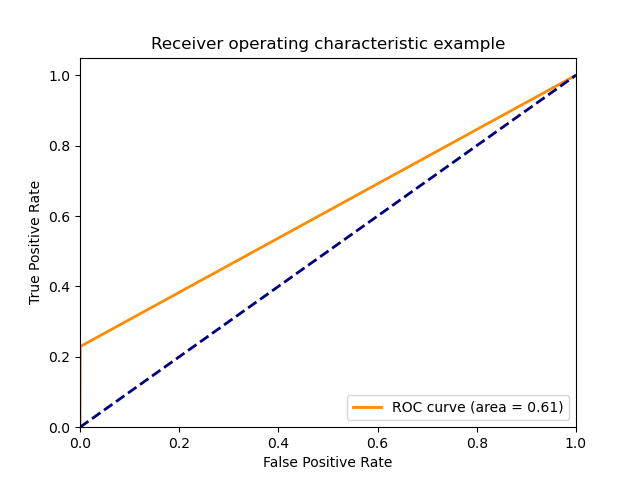 Receiver operating characteristic example
True Positive Rate
1.0
0.8
0.6
0.4
0.2
0.0
ROC curve (area = 0.61)
0.0 0.2 0.4 0.6 0.8 1.0
False Positive Rate